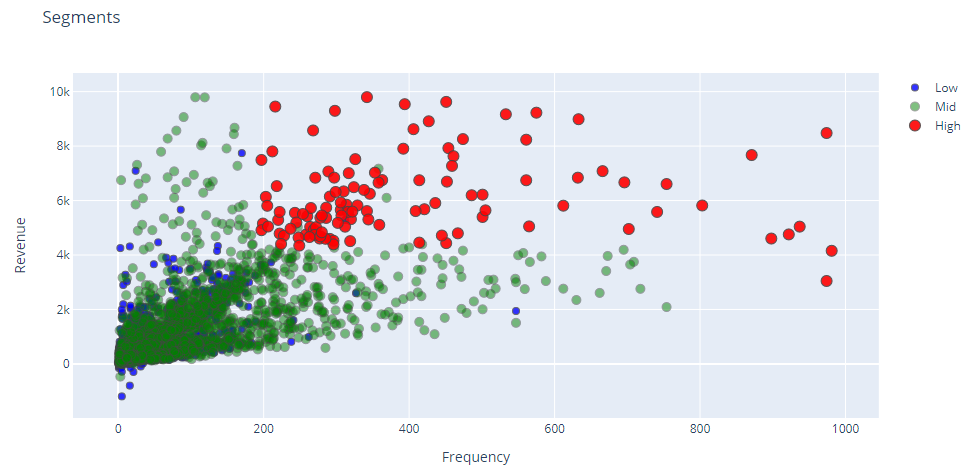 Segments
Revenue
10k
8k
6k
4k
2k
0
0 200 400 600 800 1000
Frequency
Low
Mid
High